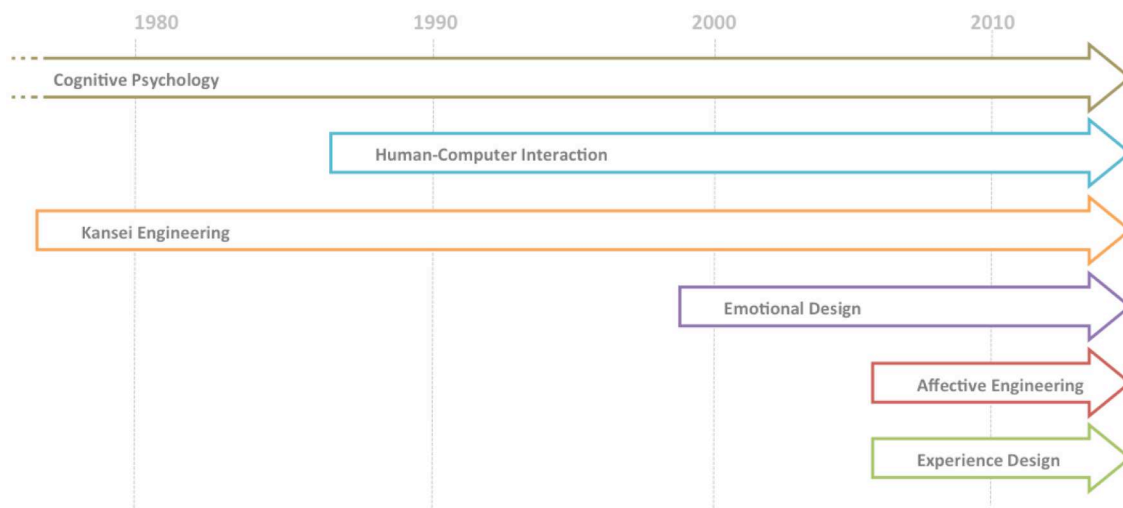 1980 1990 2000 2010
Cognitive Psychology
Human-Computer Interaction
Kansei Engineering
Emotional Design
Affective Engineering
Experience Design